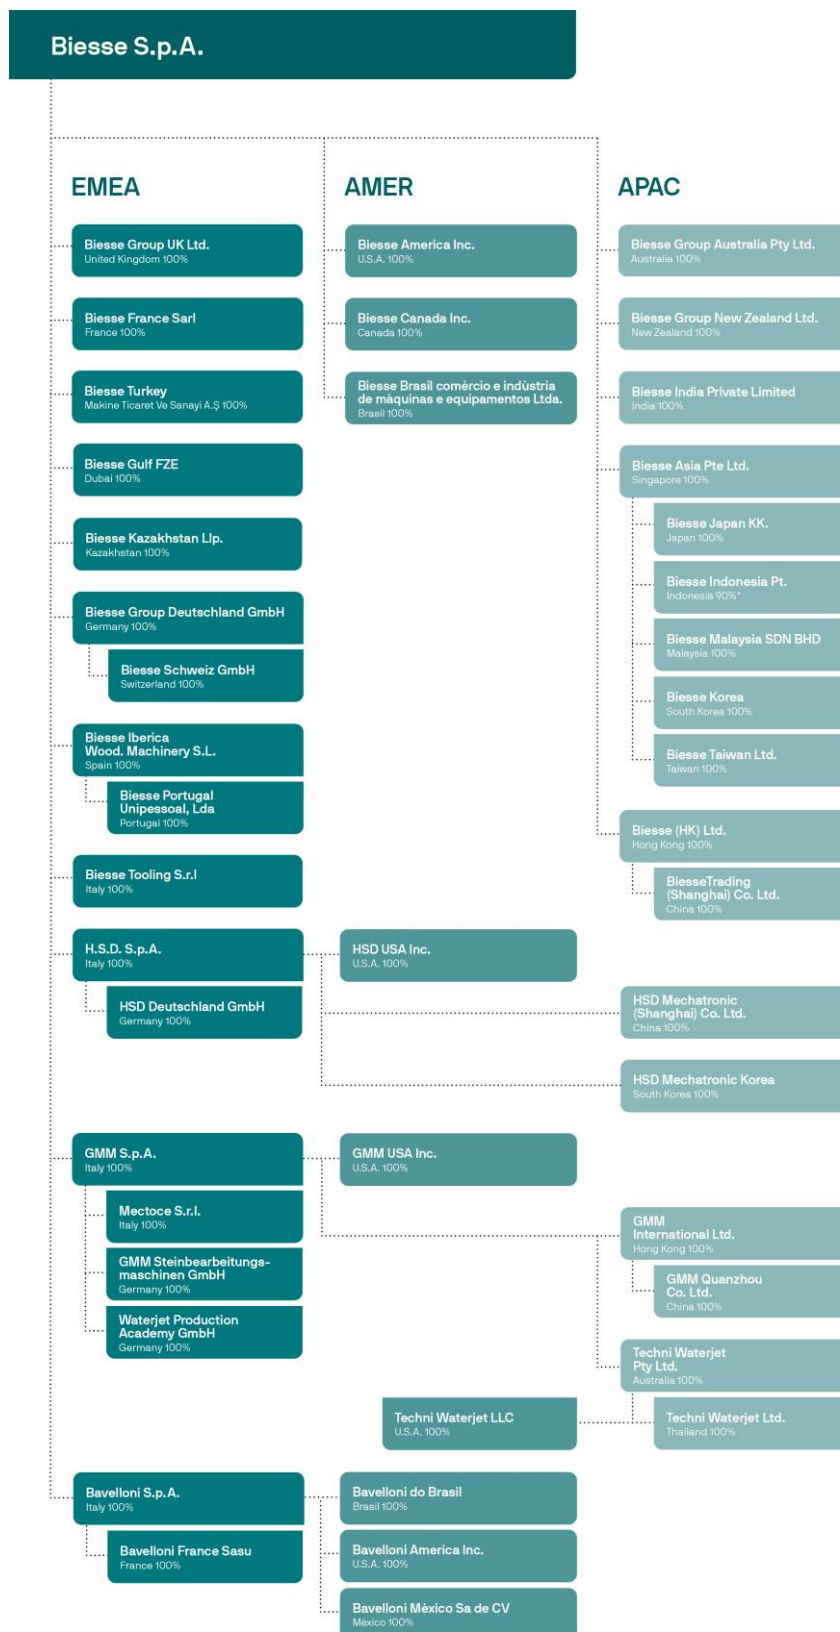 Biesse S.p.A.
EMEA
Biesse Group UK Ltd.
United Kingdom 100%
Biesse France Sarl
France 100%
Biesse Turkey
Makine Ticaret Ve Sanayi A.Ş 100%
Biesse Gulf FZE
Dubai 100%
Biesse Kazakhstan Llp.
Kazakhstan 100%
Biesse Group Deutschland GmbH
Germany 100%
Biesse Schweiz GmbH
Switzerland 100%
Biesse Iberica
Wood. Machinery S.L.
Spain 100%
Biesse Portugal
Unipessoal, Lda
Portugal 100%
Biesse Tooling S.r.l
Italy 100%
AMER
Biesse America Inc.
U.S.A. 100%
Biesse Canada Inc.
Canada 100%
Biesse Brasil comèrcio e indùstria
de màquinas e equipamentos Ltda.
Brasil 100%
APAC
Biesse Group Australia Pty Ltd.
Australia 100%
Biesse Group New Zealand Ltd.
New Zealand 100%
Biesse India Private Limited
India 100%
Biesse Asia Pte Ltd.
Singapore 100%
Biesse Japan KK.
Japan 100%
Biesse Indonesia Pt.
Indonesia 90%*
Biesse Malaysia SDN BHD
Malaysia 100%
Biesse Korea
South Korea 100%
Biesse Taiwan Ltd.
Taiwan 100%
Biesse (HK) Ltd.
Hong Kong 100%
BiesseTrading
(Shanghai) Co. Ltd.
China 100%
H.S.D. S.p.A.
Italy 100%
HSD Deutschland GmbH
Germany 100%
HSD USA Inc.
U.S.A. 100%
HSD Mechatronic
(Shanghai) Co. Ltd.
China 100%
HSD Mechatronic Korea
South Korea 100%
GMM S.p.A.
Italy 100%
Mectoce S.r.l.
Italy 100%
GMM Steinbearbeitungs-
maschinen GmbH
Germany 100%
Waterjet Production
Academy GmbH
Germany 100%
GMM USA Inc.
U.S.A. 100%
GMM
International Ltd.
Hong Kong 100%
GMM Quanzhou
Co. Ltd.
China 100%
Techni Waterjet
Pty Ltd.
Australia 100%
Techni Waterjet LLC
U.S.A. 100%
Techni Waterjet Ltd.
Thailand 100%
Bavelloni S.p.A.
Italy 100%
Bavelloni France Sasu
France 100%
Bavelloni do Brasil
Brasil 100%
Bavelloni America Inc.
U.S.A. 100%
Bavelloni Mèxico Sa de CV
Mèxico 100%